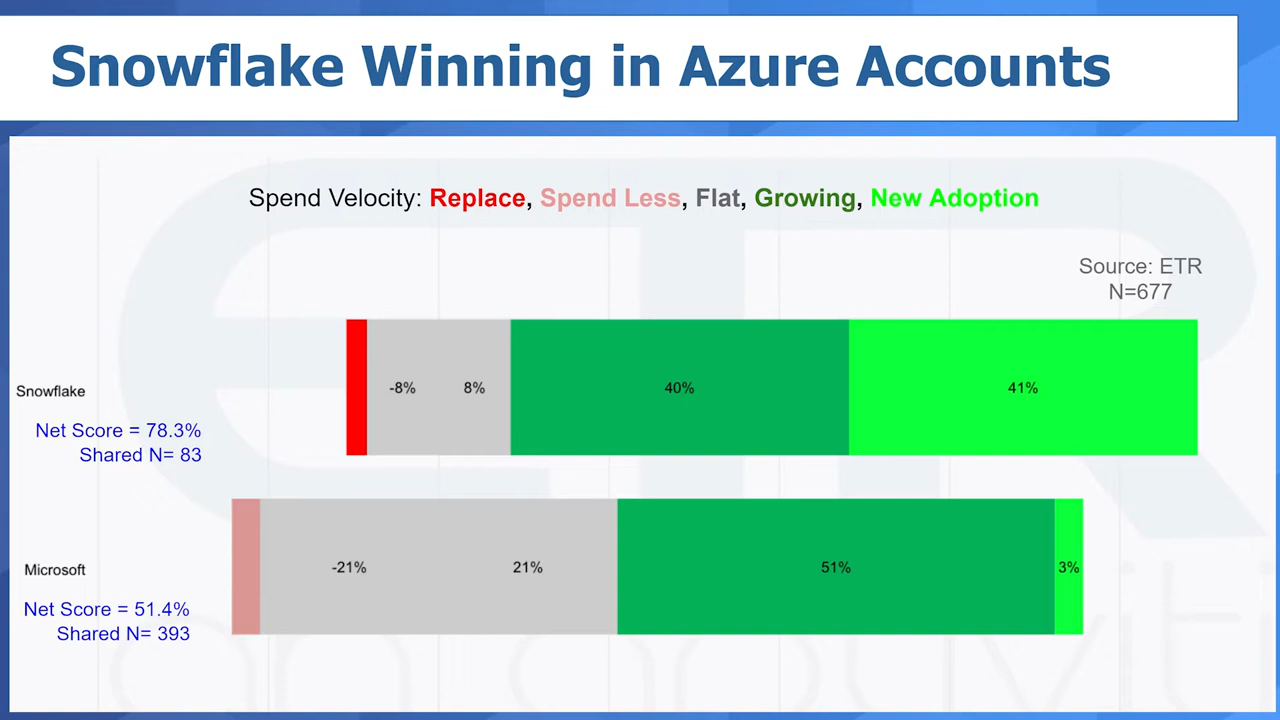 Snowflake Winning in Azure Accounts
Spend Velocity: Replace, Spend Less, Flat, Growing, New Adoption
Source: ETR
N=677
Snowflake
-8% 8% 40% 41%
Net Score = 78.3%
Shared N= 83
Microsoft
-21% 21% 51% 3%
Net Score = 51.4%
Shared N= 393